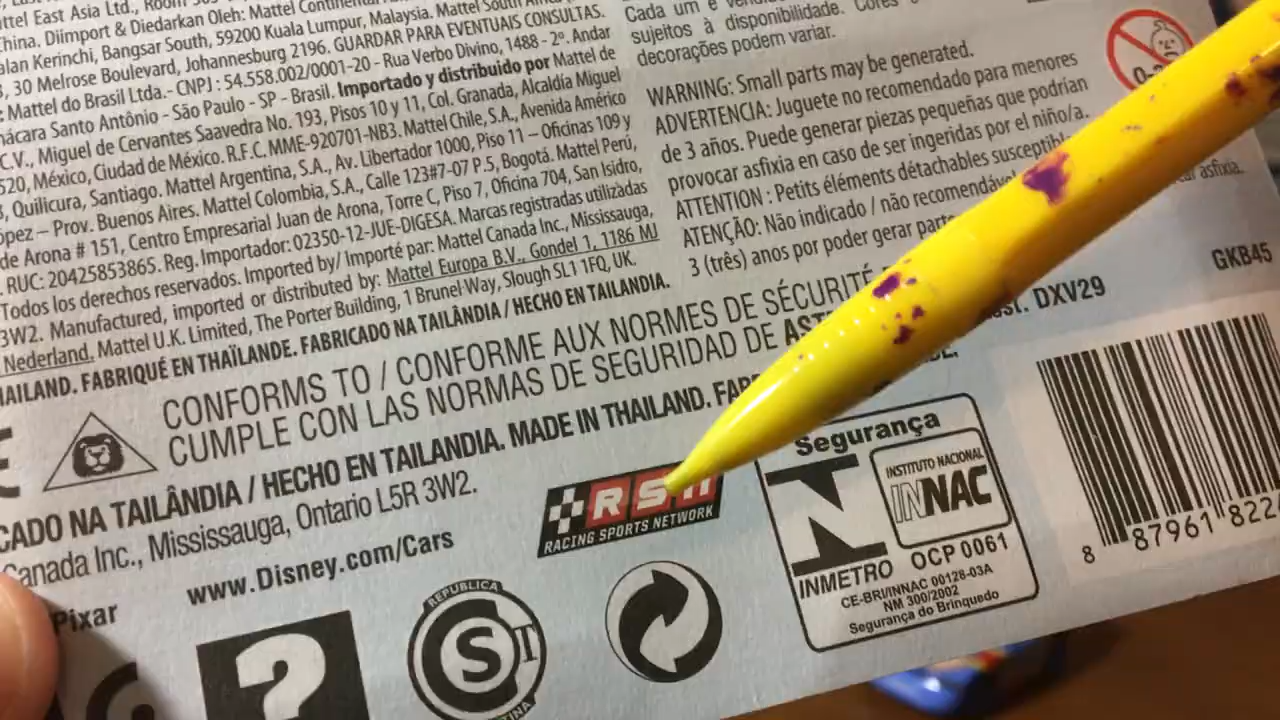 ttel East Asia Ltd., Room
China. Diimport & Diedarkan Oleh: Mattel
alan Kerinchi, Bangsar South, 59200 Kuala Lumpur, Malaysia. Mattel South
, 30 Melrose Boulevard, Johannesburg 2196. GUARDAR PARA EVENTUAIS CONSULTAS.
: Mattel do Brasil Ltda.- CNPJ : 54.558.002/0001-20 - Rua Verbo Divino, 1488 - 2º. Andar
hácara Santo Antônio - São Paulo - SP - Brasil. Importado y distribuido por Mattel de
C.V., Miguel de Cervantes Saavedra No. 193, Pisos 10 y 11, Col. Granada, Alcaldía Miguel
520, México, Ciudad de México. R.F.C. MME-920701-NB3. Mattel Chile, S.A., Avenida Américo
, Quilicura, Santiago. Mattel Argentina, S.A., Av. Libertador 1000, Piso 11 – Oficinas 109 y
ópez – Prov. Buenos Aires. Mattel Colombia, S.A., Calle 123#7-07 P.5, Bogotá. Mattel Perú,
de Arona # 151, Centro Empresarial Juan de Arona, Torre C, Piso 7, Oficina 704, San Isidro,
RUC: 20425853865. Reg. Importador: 02350-12-JUE-DIGESA. Marcas registradas utilizadas
Todos los derechos reservados. Imported by/ Importé par: Mattel Canada Inc., Mississauga,
3W2. Manufactured, imported or distributed by: Mattel Europa B.V., Gondel 1, 1186 MJ
Nederland. Mattel U.K. Limited, The Porter Building, 1 Brunel Way, Slough SL1 1FQ, UK.
HAILAND. FABRIQUÉ EN THAÏLANDE. FABRICADO NA TAILÂNDIA / HECHO EN TAILANDIA.
Cada um é
sujeitos à disponibilidade. Cores
decorações podem variar.
WARNING: Small parts may be generated.
ADVERTENCIA: Juguete no recomendado para menores
de 3 años. Puede generar piezas pequeñas que podrían
provocar asfixia en caso de ser ingeridas por el niño/a.
ATTENTION : Petits éléments détachables
ATENÇÃO: Não indicado / não
asfixia.
3 (três) anos por poder gerar
GKB45
DXV29
CONFORMS TO / CONFORME AUX NORMES DE SÉCURITÉ
CUMPLE CON LAS NORMAS DE SEGURIDAD DE
CADO NA TAILÂNDIA / HECHO EN TAILANDIA. MADE IN THAILAND.
Canada Inc., Mississauga, Ontario L5R 3W2.
www.Disney.com/Cars
Pixar
RACING SPORTS NETWORK
REPUBLICA
S
?
Segurança
INSTITUTO NACIONAL
INNAC
INMETRO OCP 0061
CE-BRI/INNAC 00128-03A
NM 300/2002
Segurança do Brinquedo
8 87961 822